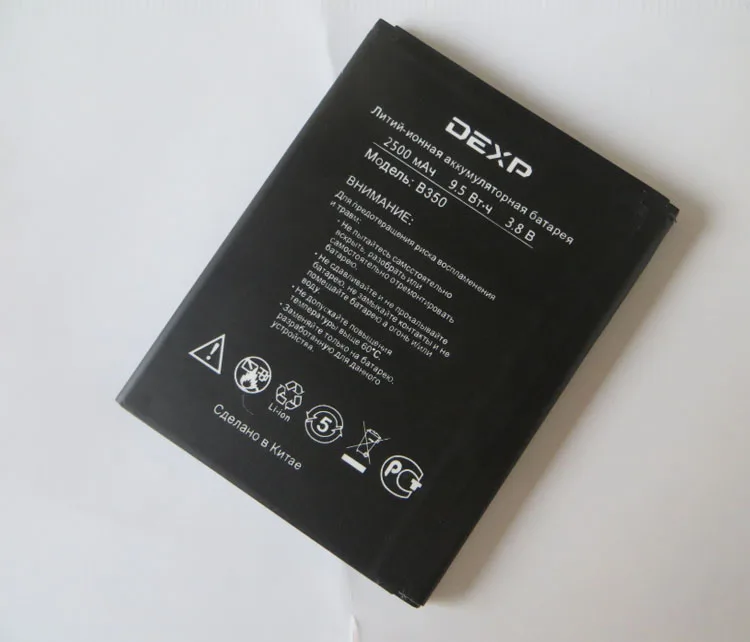 DEXP
Литий-ионная аккумуляторная батарея
2500 мАч 9.5 Вт·ч 3.8 В
Модель: B350
ВНИМАНИЕ:
Для предотвращения риска воспламенения
и травм:
· Не пытайтесь самостоятельно
вскрыть, разобрать или
самостоятельно отремонтировать
батарею.
· Не сдавливайте и не прокалывайте
батарею, не замыкайте контакты и не
помещайте батарею а огонь и/или
воду.
· Не допускайте повышения
температуры выше 60°C.
· Заменяйте только на батарею,
разработанную для данного
устройства.
Li-ion
5
РСТ
Сделано в Китае